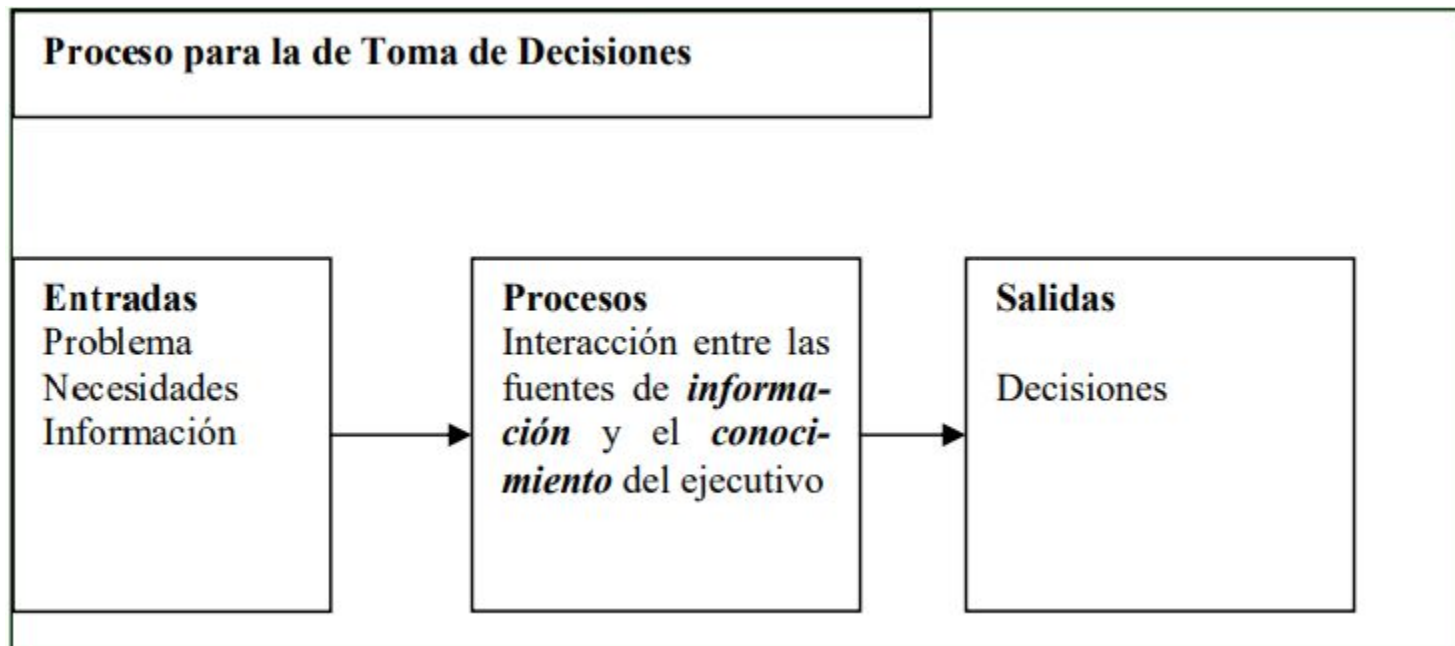 Proceso para la de Toma de Decisiones
Entradas
Problema
Necesidades
Información
Procesos
Interacción entre las
fuentes de informa-
ción y el conoci-
miento del ejecutivo
Salidas
Decisiones